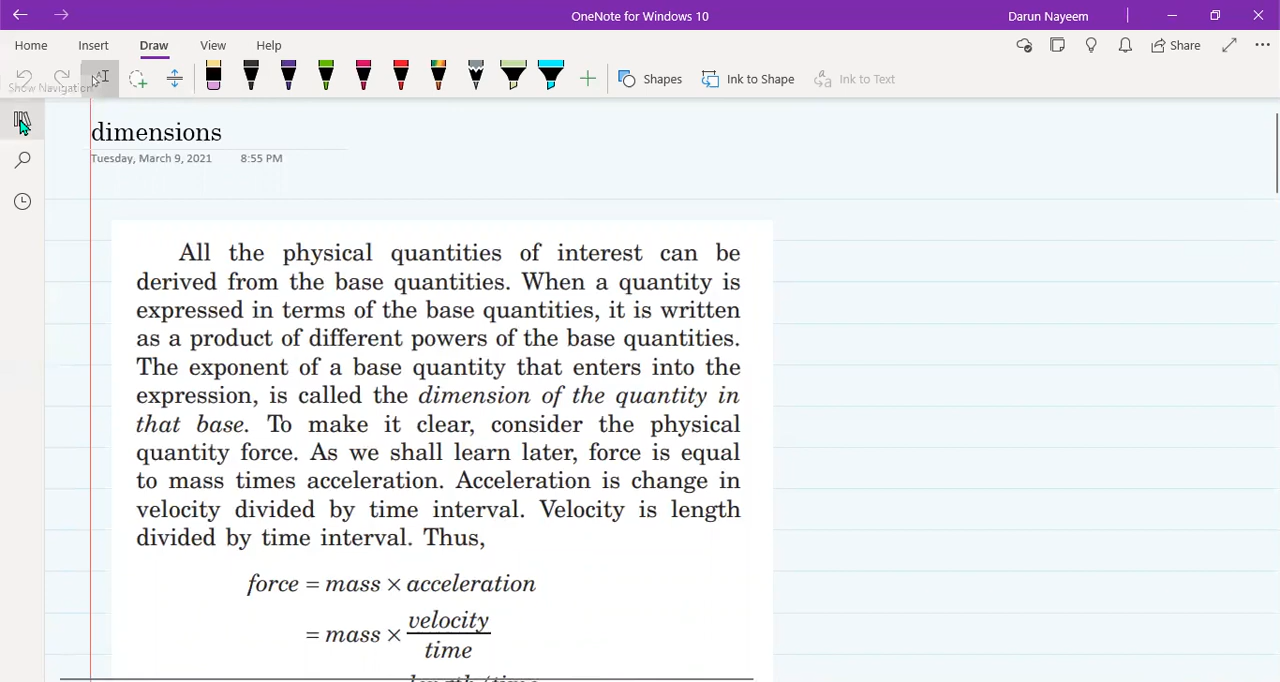 OneNote for Windows 10
Darun Nayeem
Home Insert Draw View Help
Share
Shapes
Ink to Shape
Ink to Text
Show Navigation
dimensions
Tuesday, March 9, 2021 8:55 PM
All the physical quantities of interest can be
derived from the base quantities. When a quantity is
expressed in terms of the base quantities, it is written
as a product of different powers of the base quantities.
The exponent of a base quantity that enters into the
expression, is called the dimension of the quantity in
that base. To make it clear, consider the physical
quantity force. As we shall learn later, force is equal
to mass times acceleration. Acceleration is change in
velocity divided by time interval. Velocity is length
divided by time interval. Thus,
force = mass × acceleration
= mass × velocity
time
length / time